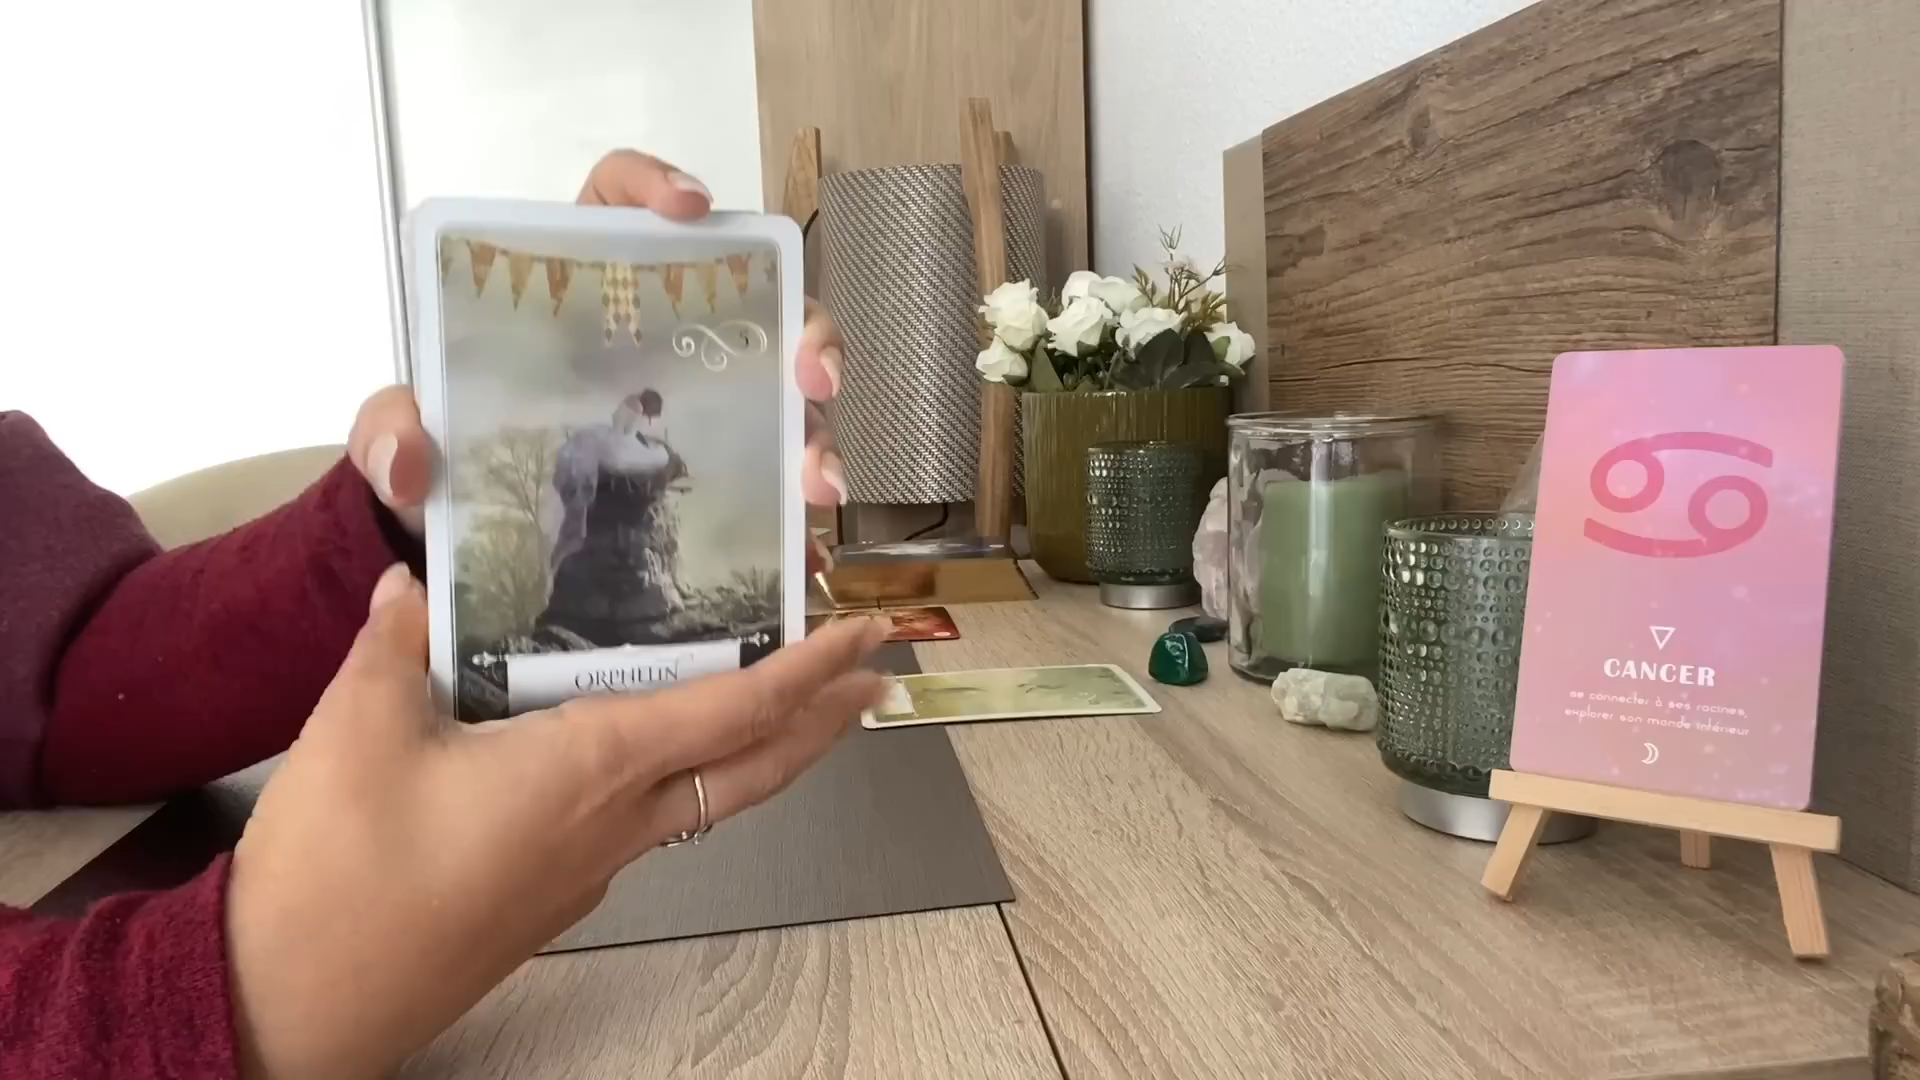 ORPHELIN
CANCER
se connecter à ses racines,
explorer son monde intérieur